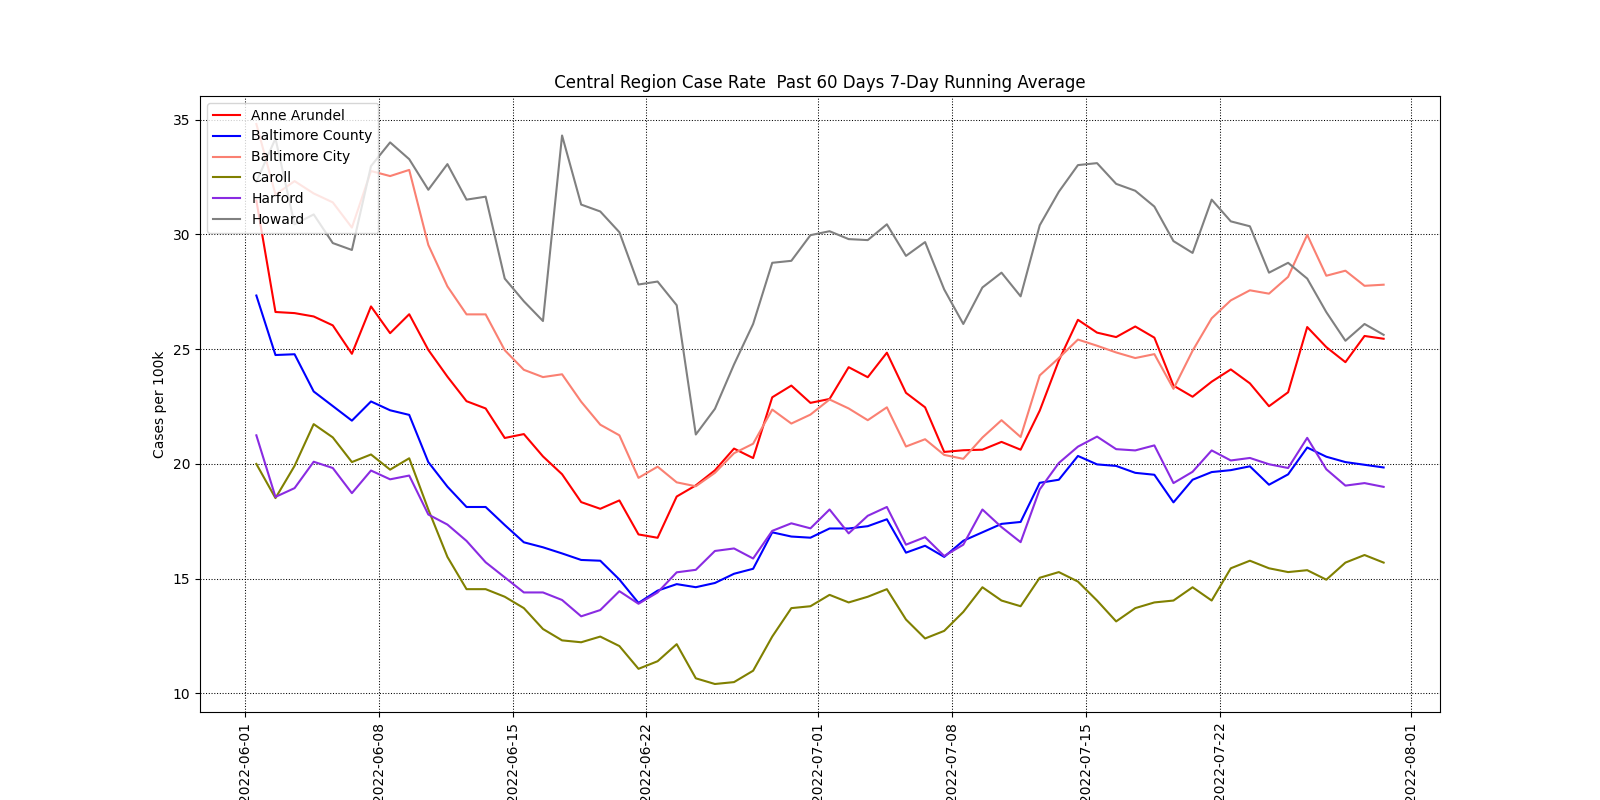 Central Region Case Rate  Past 60 Days 7-Day Running Average
Anne Arundel
Baltimore County
Baltimore City
Caroll
Harford
Howard
Cases per 100k
35
30
25
20
15
10
2022-06-01
2022-06-08
2022-06-15
2022-06-22
2022-07-01
2022-07-08
2022-07-15
2022-07-22
2022-08-01